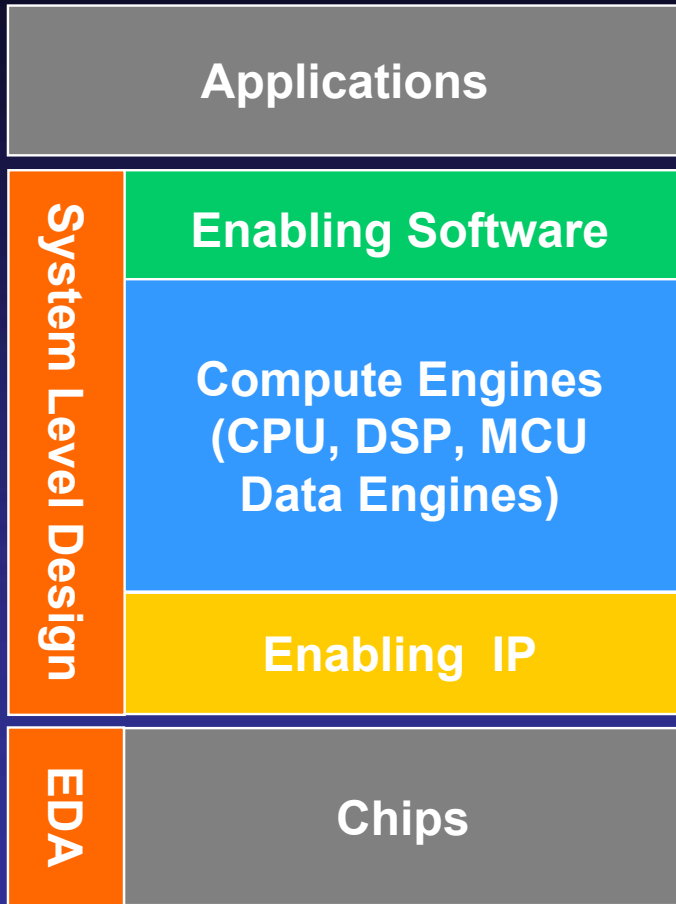 Applications
System Level Design
Enabling Software
Compute Engines
(CPU, DSP, MCU
Data Engines)
Enabling IP
EDA
Chips